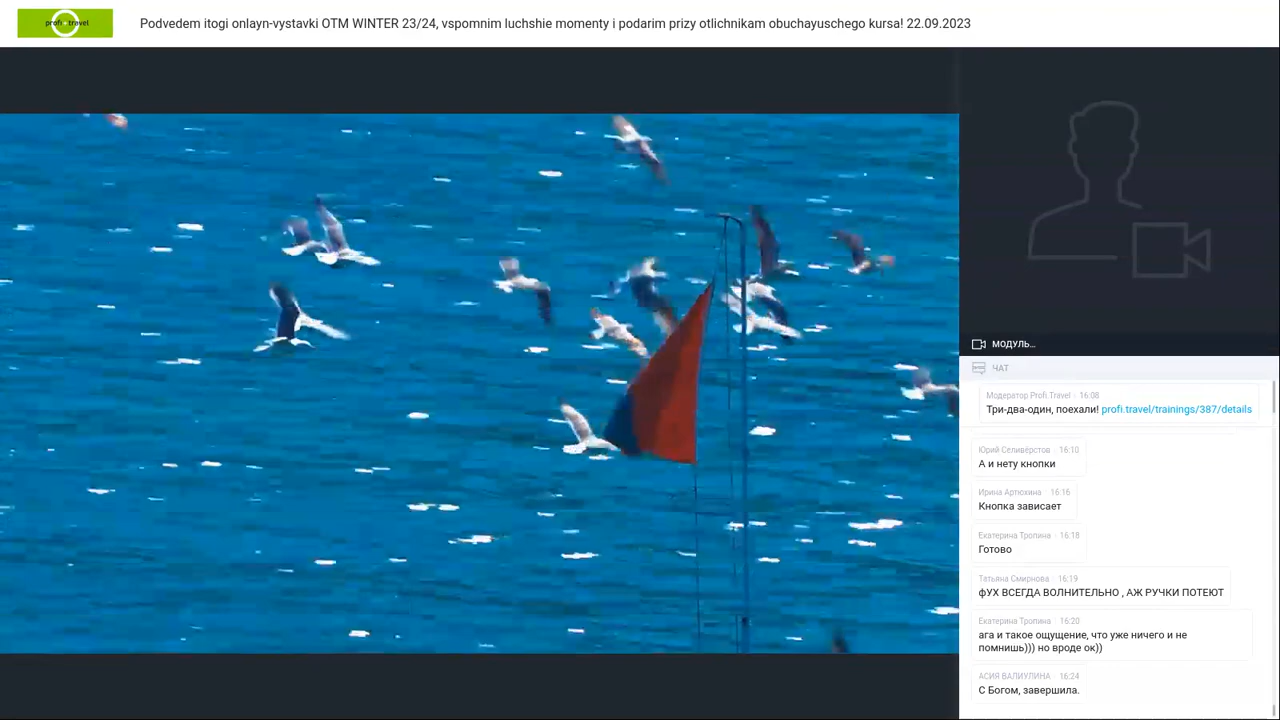 profi travel
Podvedem itogi onlayn-vystavki OTM WINTER 23/24, vspomnim luchshie momenty i podarim prizy otlichnikam obuchayuschego kursa! 22.09.2023
МОДУЛЬ...
ЧАТ
Модератор Profi.Travel · 16:08
Три-два-один, поехали! profi.travel/trainings/387/details
Юрий Селивёрстов · 16:10
А и нету кнопки
Ирина Артюхина · 16:16
Кнопка зависает
Екатерина Тропина · 16:18
Готово
Татьяна Смирнова · 16:19
фУХ ВСЕГДА ВОЛНИТЕЛЬНО , АЖ РУЧКИ ПОТЕЮТ
Екатерина Тропина · 16:20
ага и такое ощущение, что уже ничего и не
помнишь))) но вроде ок))
АСИЯ ВАЛИУЛИНА · 16:24
С Богом, завершила.